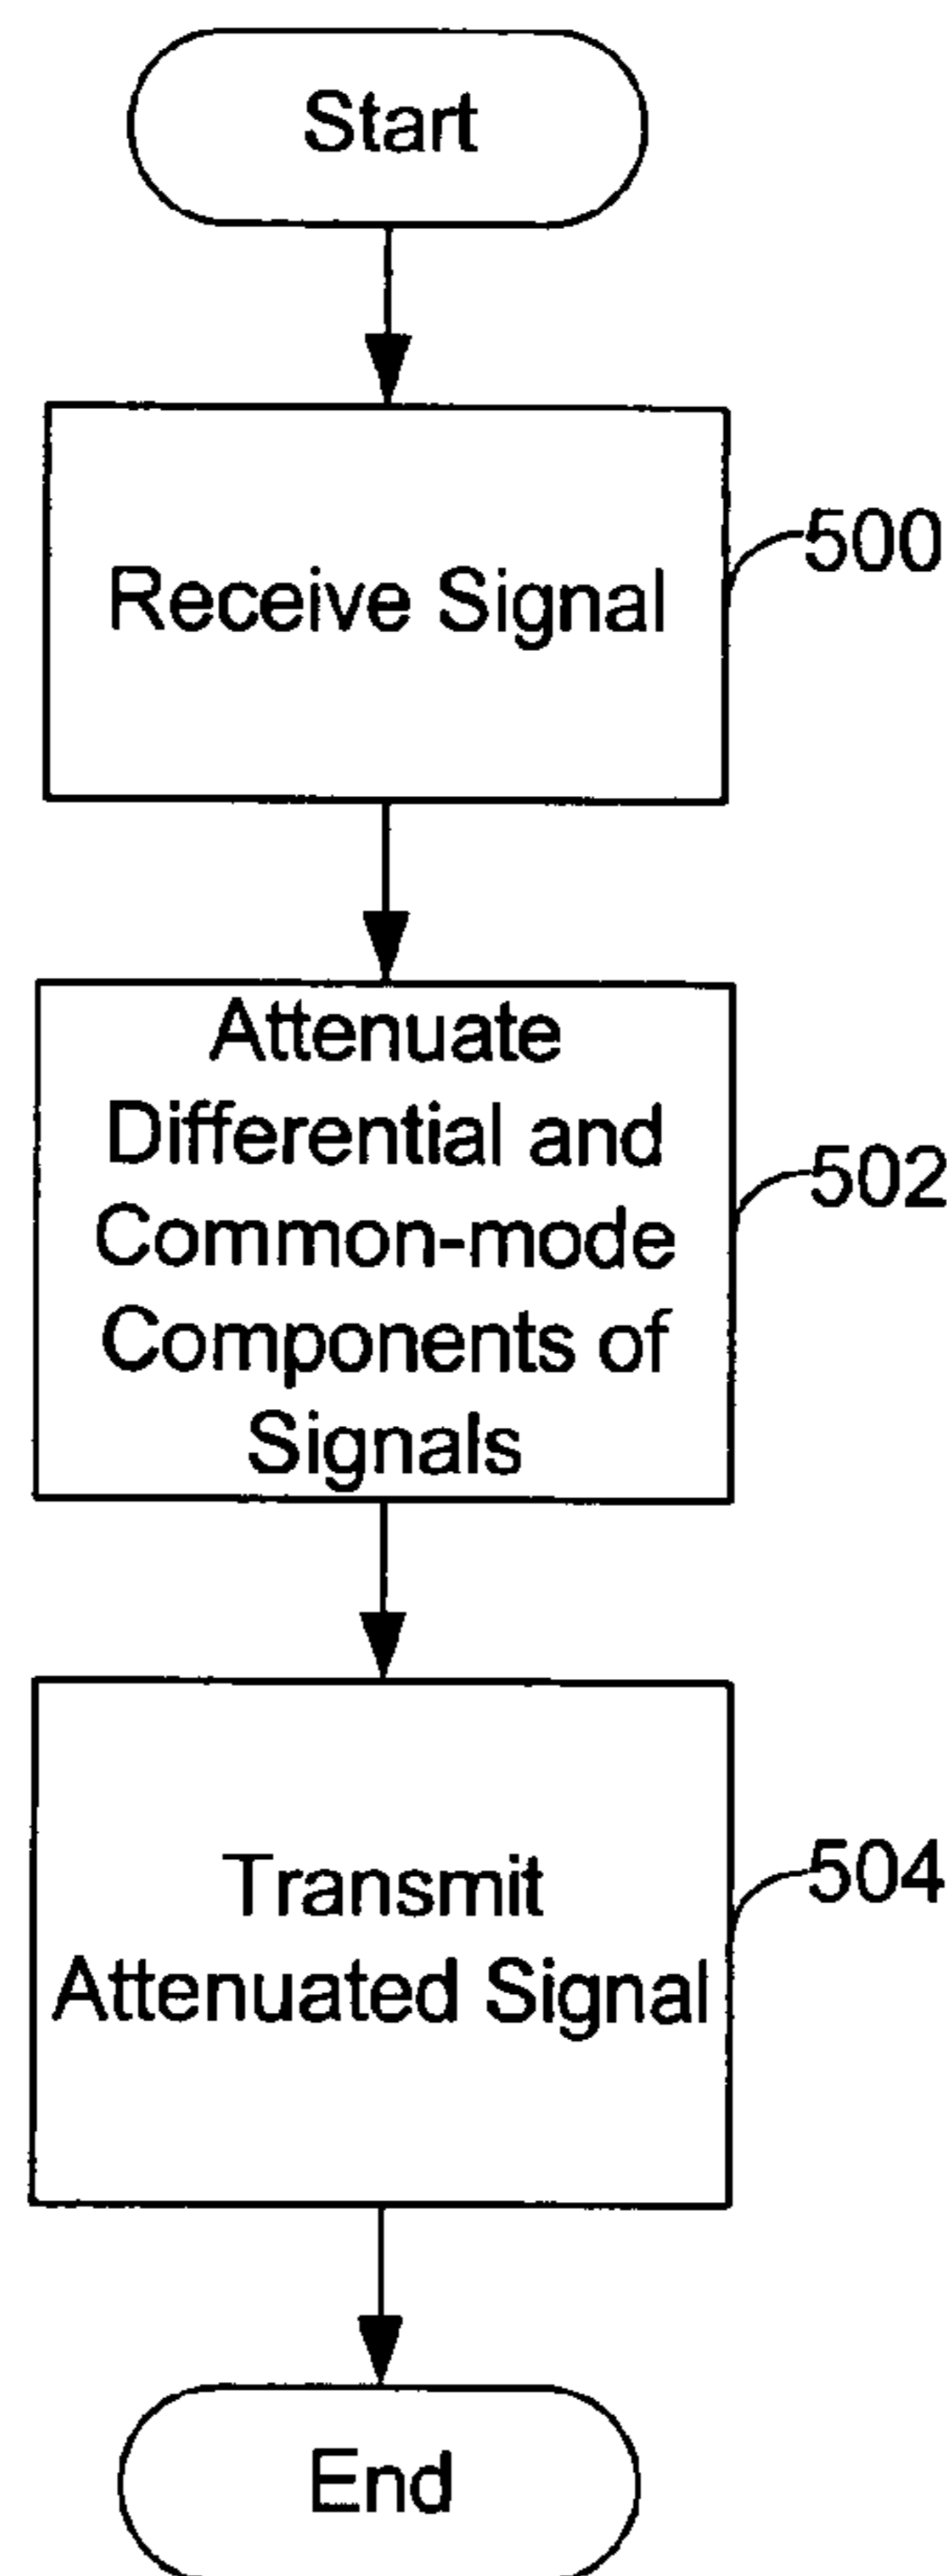 Start
Receive Signal
500
Attenuate
Differential and
Common-mode
Components of
Signals
502
Transmit
Attenuated Signal
504
End